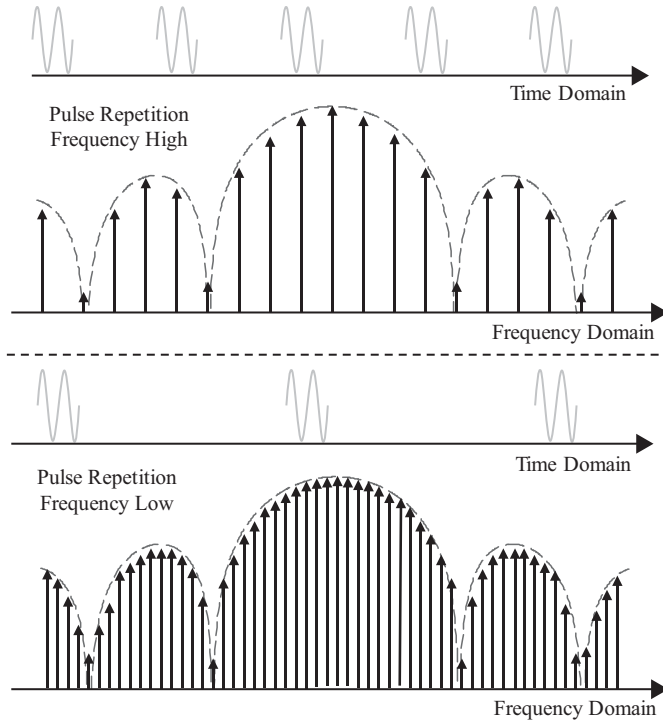 Time Domain
Pulse Repetition
Frequency High
Frequency Domain
Time Domain
Pulse Repetition
Frequency Low
Frequency Domain